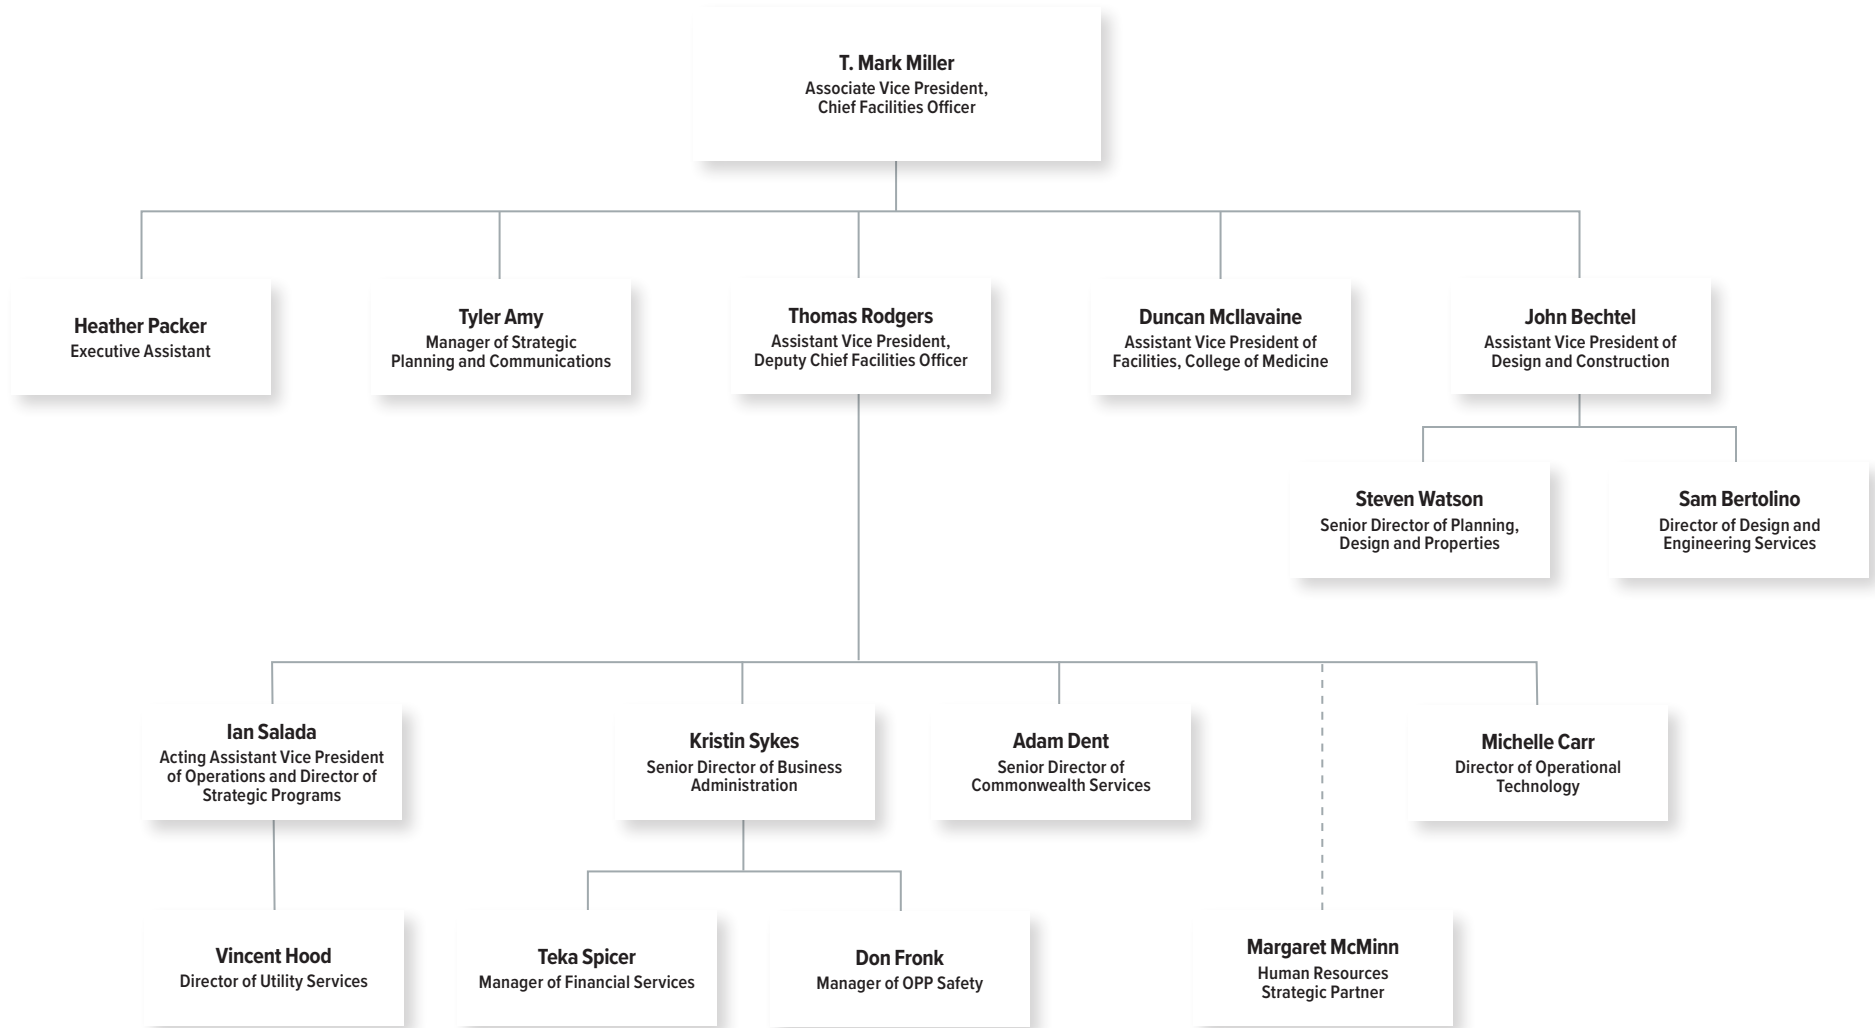 T. Mark Miller
Associate Vice President,
Chief Facilities Officer
Heather Packer
Executive Assistant
Tyler Amy
Manager of Strategic
Planning and Communications
Thomas Rodgers
Assistant Vice President,
Deputy Chief Facilities Officer
Duncan McIlavaine
Assistant Vice President of
Facilities, College of Medicine
John Bechtel
Assistant Vice President of
Design and Construction
Steven Watson
Senior Director of Planning,
Design and Properties
Sam Bertolino
Director of Design and
Engineering Services
Ian Salada
Acting Assistant Vice President
of Operations and Director of
Strategic Programs
Kristin Sykes
Senior Director of Business
Administration
Adam Dent
Senior Director of
Commonwealth Services
Michelle Carr
Director of Operational
Technology
Vincent Hood
Director of Utility Services
Teka Spicer
Manager of Financial Services
Don Fronk
Manager of OPP Safety
Margaret McMinn
Human Resources
Strategic Partner